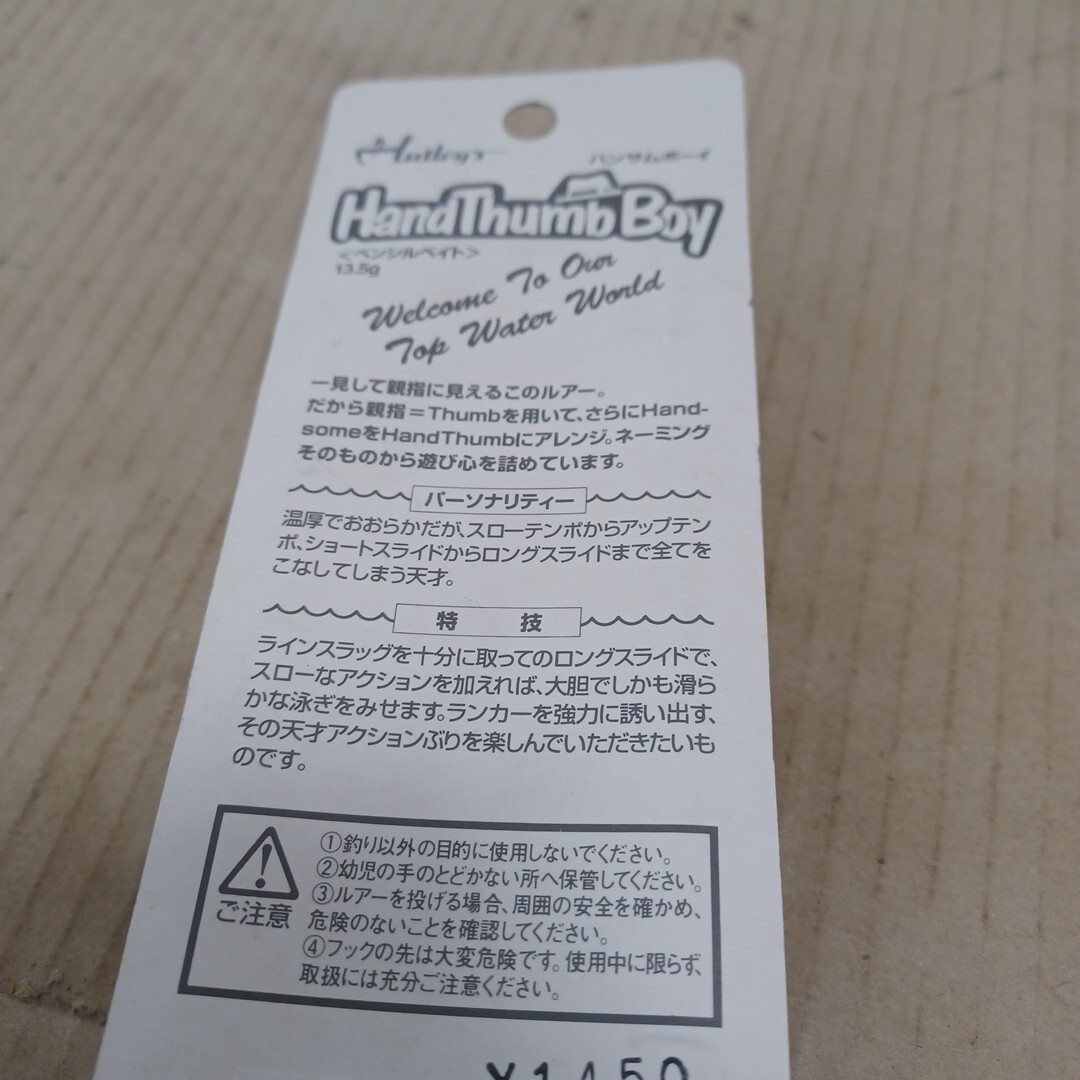 Huntley's
ハンサムボーイ
HandThumb Boy
＜ペンシルベイト＞
13.5g
Welcome To Our
Top Water World
一見して親指に見えるこのルアー。
だから親指＝Thumbを用いて、さらにHand-
someをHandThumbにアレンジ。ネーミング
そのものから遊び心を詰めています。
パーソナリティー
温厚でおおらかだが、スローテンポからアップテン
ポ、ショートスライドからロングスライドまで全てを
こなしてしまう天才。
特 技
ラインスラッグを十分に取ってのロングスライドで、
スローなアクションを加えれば、大胆でしかも滑ら
かな泳ぎをみせます。ランカーを強力に誘い出す、
その天才アクションぶりを楽しんでいただきたいも
のです。
ご注意
①釣り以外の目的に使用しないでください。
②幼児の手のとどかない所へ保管してください。
③ルアーを投げる場合、周囲の安全を確かめ、
危険のないことを確認してください。
④フックの先は大変危険です。使用中に限らず、
取扱には充分ご注意ください。
¥1450